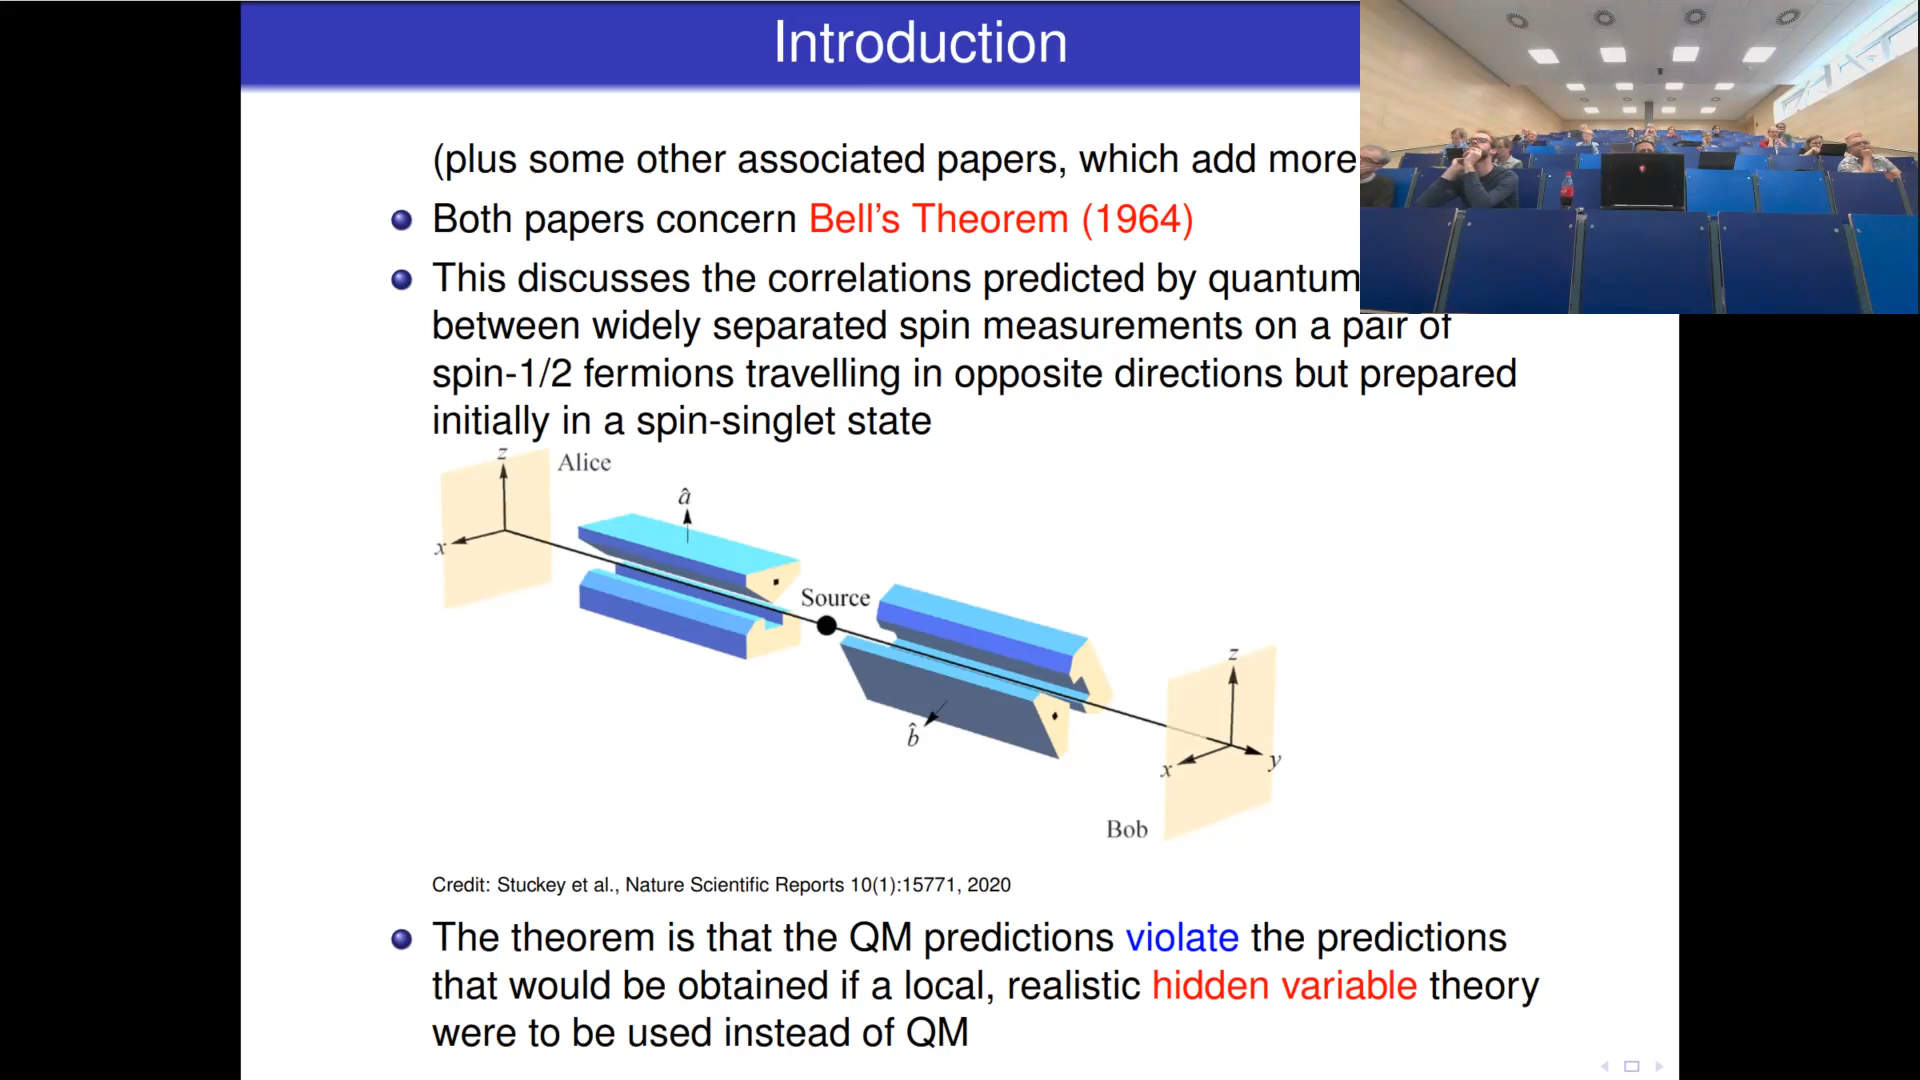 Introduction
(plus some other associated papers, which add more
Both papers concern Bell's Theorem (1964)
This discusses the correlations predicted by quantum
between widely separated spin measurements on a pair of
spin-1/2 fermions travelling in opposite directions but prepared
initially in a spin-singlet state
z
Alice
â
x
Source
b̂
z
x
y
Bob
Credit: Stuckey et al., Nature Scientific Reports 10(1):15771, 2020
The theorem is that the QM predictions violate the predictions
that would be obtained if a local, realistic hidden variable theory
were to be used instead of QM